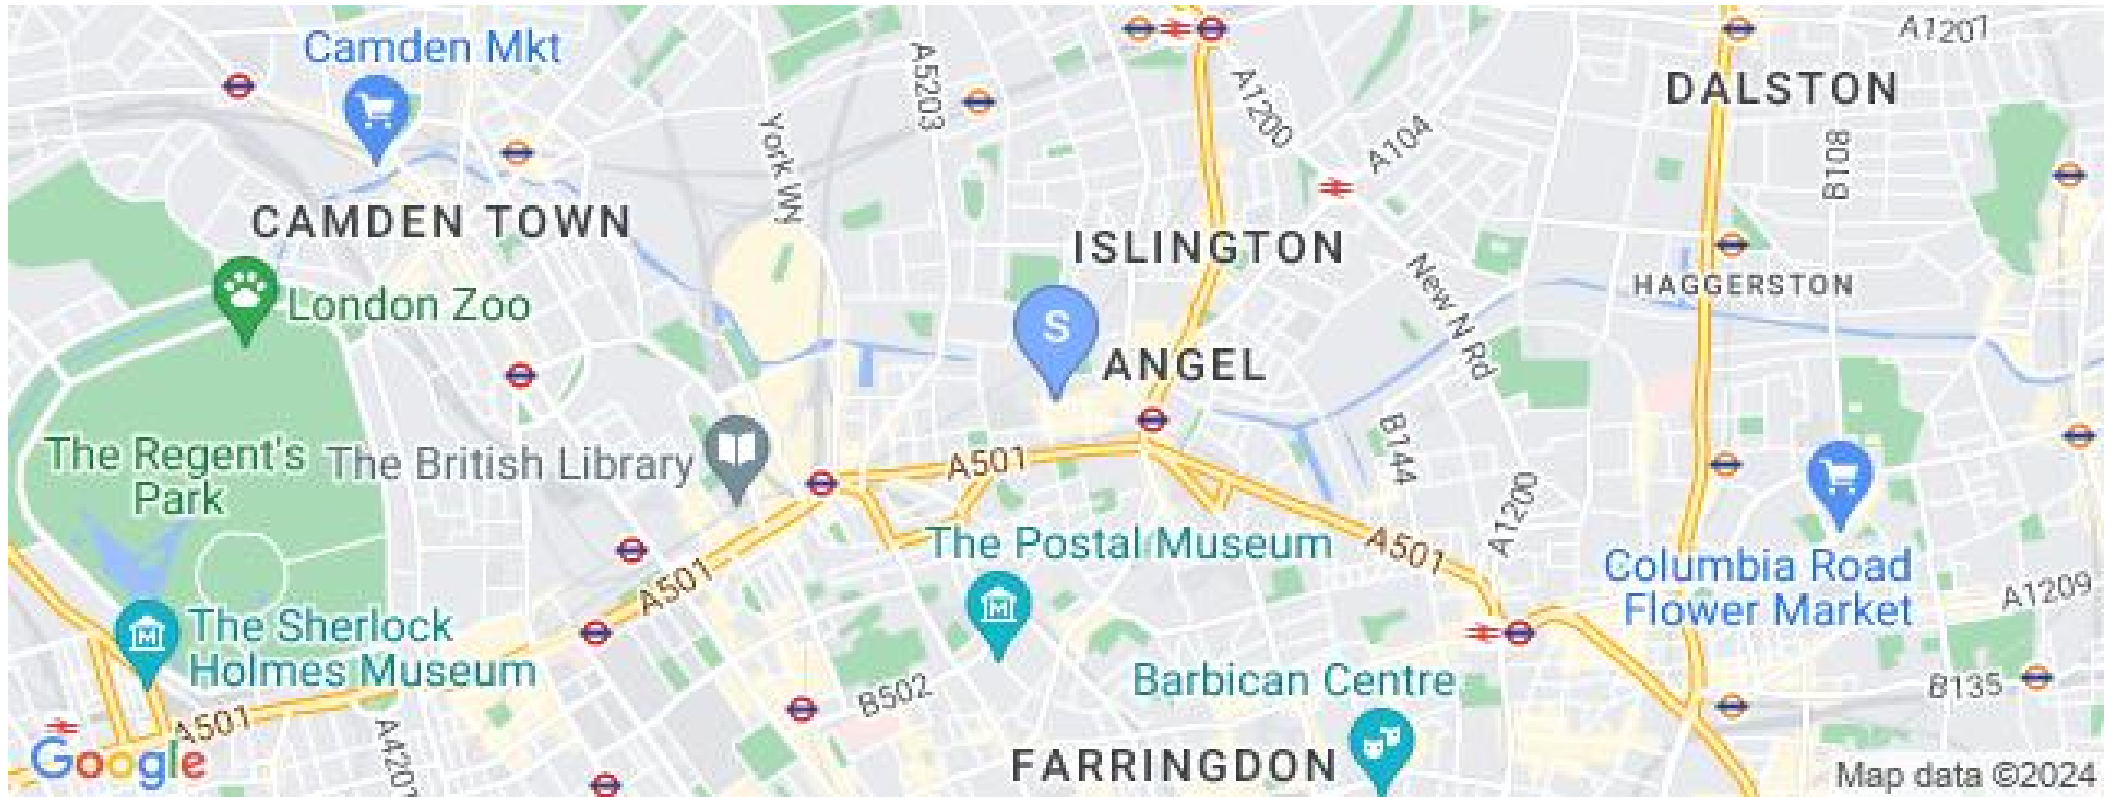 Camden Mkt
A5203
A1200
A104
A1207
DALSTON
B108
York Wy
CAMDEN TOWN
ISLINGTON
New N Rd
HAGGERSTON
London Zoo
S
ANGEL
The Regent's
Park
The British Library
A501
B144
A1200
The Postal Museum
A501
A501
Columbia Road
Flower Market
A1209
The Sherlock
Holmes Museum
Barbican Centre
B502
B135
A501
A4201
FARRINGDON
Google
Map data ©2024